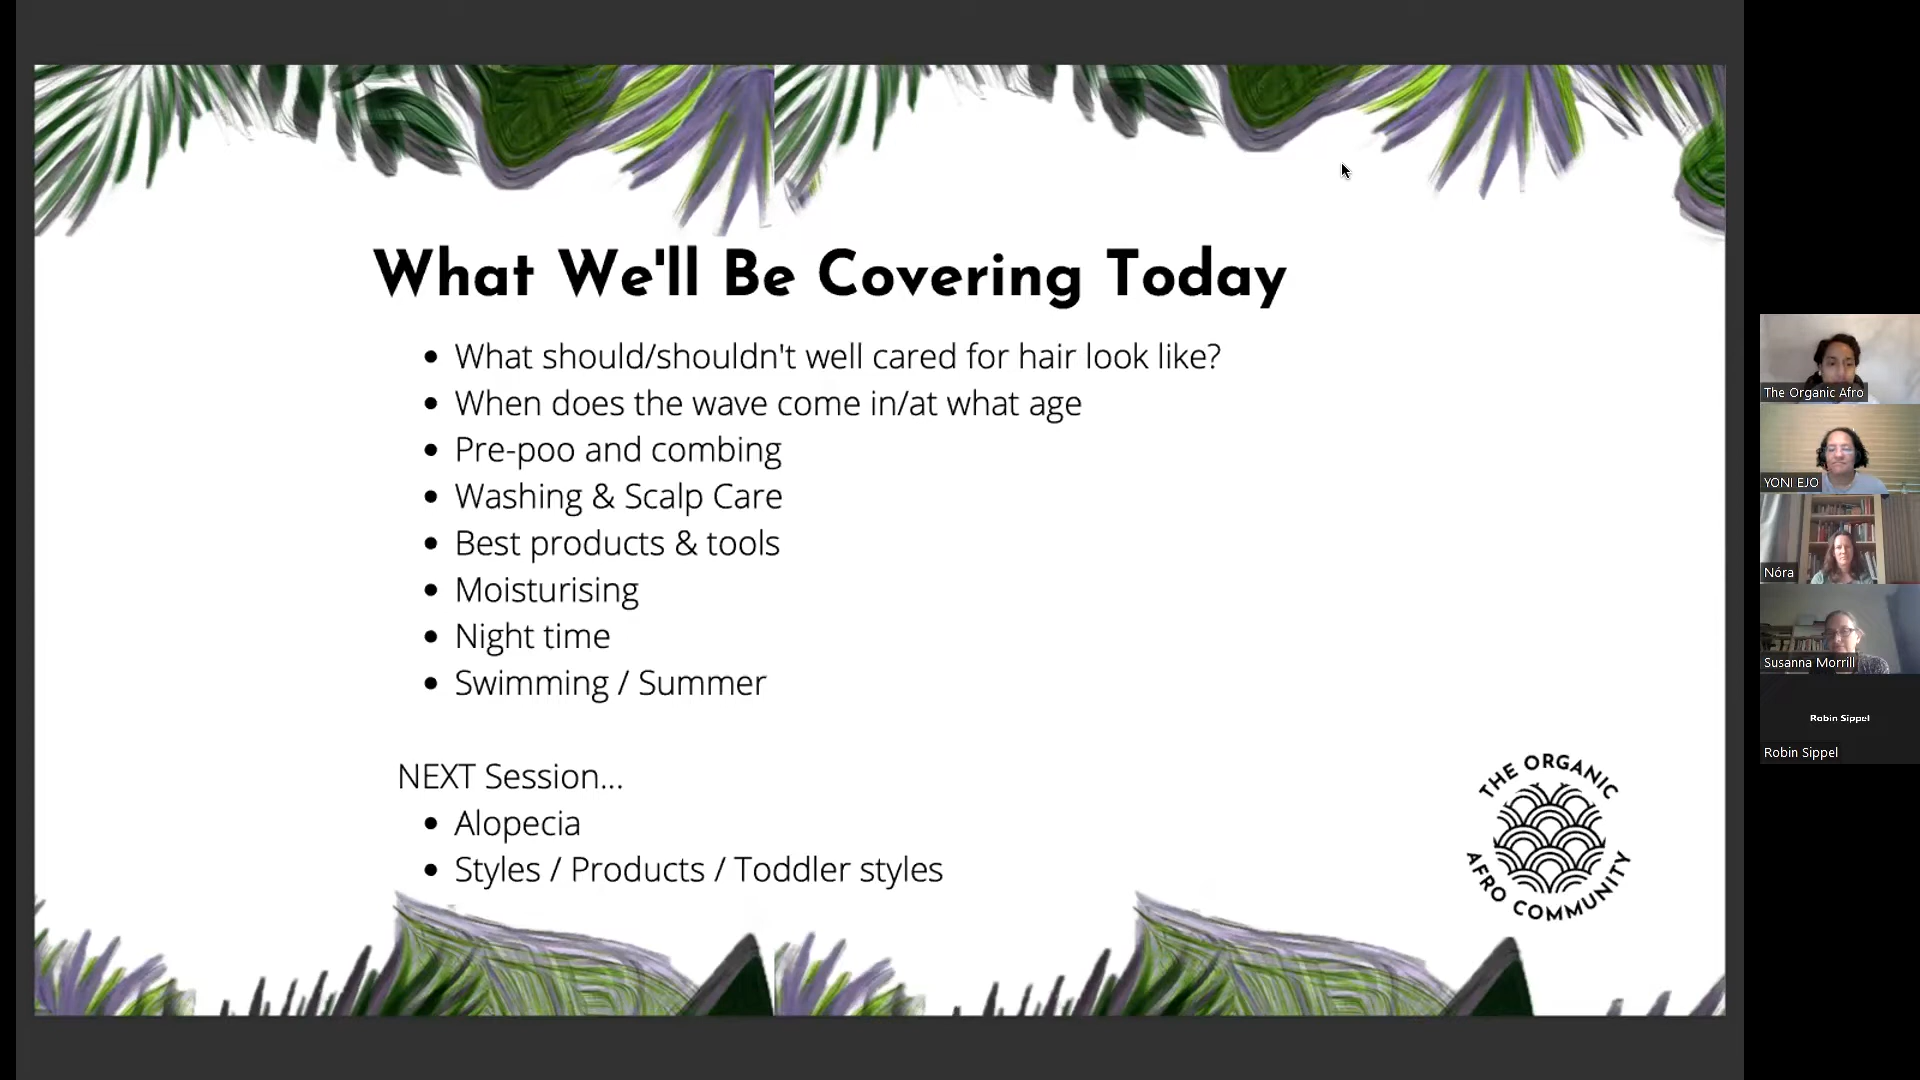 What We'll Be Covering Today
What should/shouldn't well cared for hair look like?
When does the wave come in/at what age
Pre-poo and combing
Washing & Scalp Care
Best products & tools
Moisturising
Night time
Swimming / Summer
NEXT Session...
Alopecia
Styles / Products / Toddler styles
THE ORGANIC
AFRO COMMUNITY
The Organic Afro
YONI EJO
Nóra
Susanna Morrill
Robin Sippel
Robin Sippel